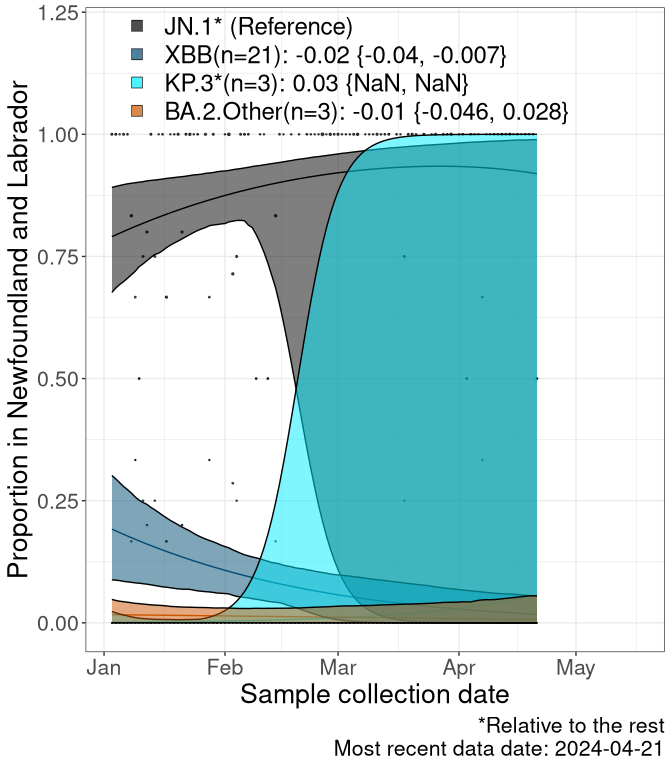 JN.1* (Reference)
XBB(n=21): -0.02 {-0.04, -0.007}
KP.3*(n=3): 0.03 {NaN, NaN}
BA.2.Other(n=3): -0.01 {-0.046, 0.028}
Proportion in Newfoundland and Labrador
1.25
1.00
0.75
0.50
0.25
0.00
Jan Feb Mar Apr May
Sample collection date
*Relative to the rest
Most recent data date: 2024-04-21